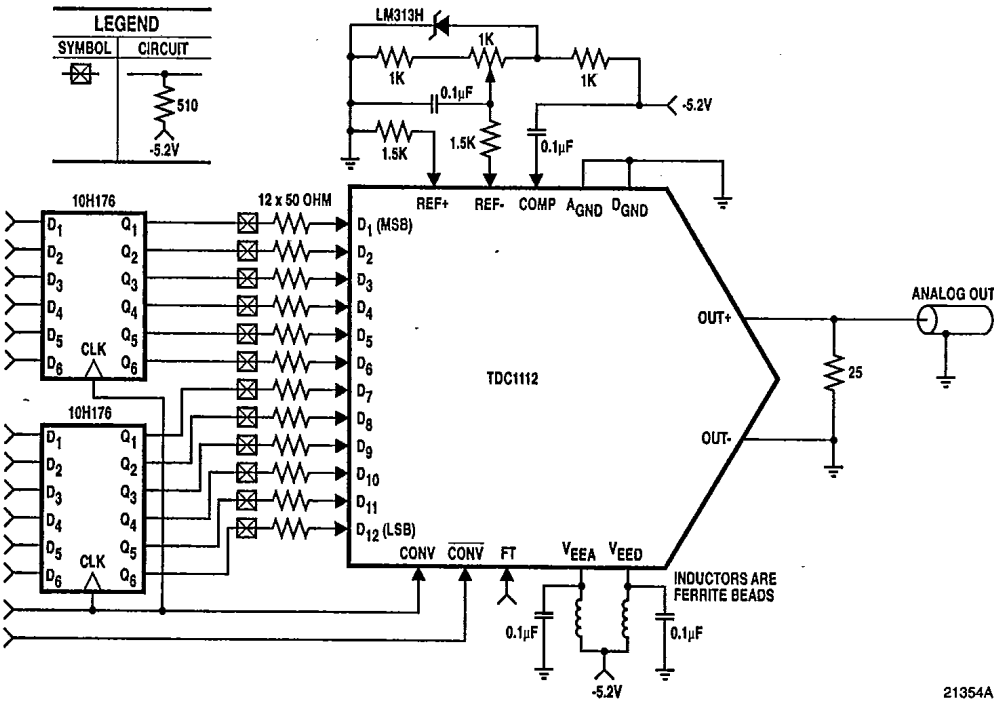 LEGEND
SYMBOL CIRCUIT
510
-5.2V
LM313H
1K
1K
1K
0.1µF
-5.2V
1.5K
1.5K
0.1µF
10H176
12 x 50 OHM
REF+ REF- COMP AGND DGND
D1 Q1 D1 (MSB)
D2 Q2 D2
D3 Q3 D3
D4 Q4 D4
D5 Q5 D5
D6 Q6 D6
CLK
TDC1112
OUT+
ANALOG OUT
25
OUT-
10H176
D7
D8
D1 Q1 D9
D2 Q2 D10
D3 Q3 D11
D4 Q4 D12 (LSB)
D5 Q5
D6 Q6
CLK
CONV CONV FT VEEA VEED
INDUCTORS ARE
FERRITE BEADS
0.1µF
0.1µF
-5.2V
21354A